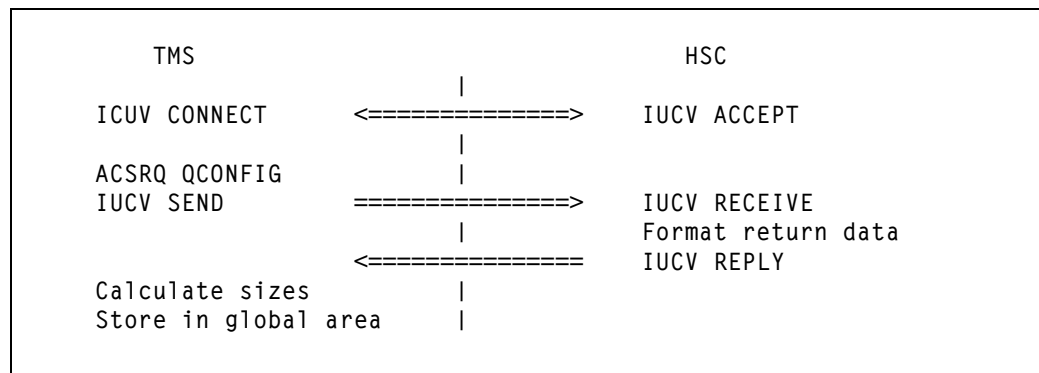 TMS HSC
|
ICUV CONNECT <==============> IUCV ACCEPT
|
ACSRQ QCONFIG |
IUCV SEND ===============> IUCV RECEIVE
| Format return data
<=============== IUCV REPLY
Calculate sizes |
Store in global area |